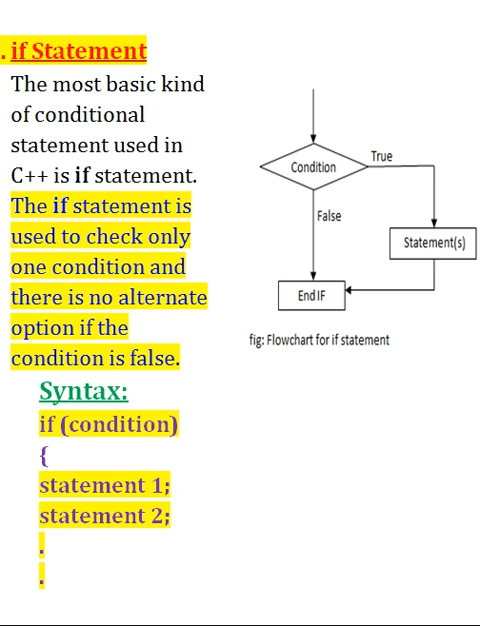 . if Statement
The most basic kind
of conditional
statement used in
C++ is if statement.
The if statement is
used to check only
one condition and
there is no alternate
option if the
condition is false.
Syntax:
if (condition)
{
statement 1;
statement 2;
.
.
Condition
True
False
Statement(s)
End IF
fig: Flowchart for if statement